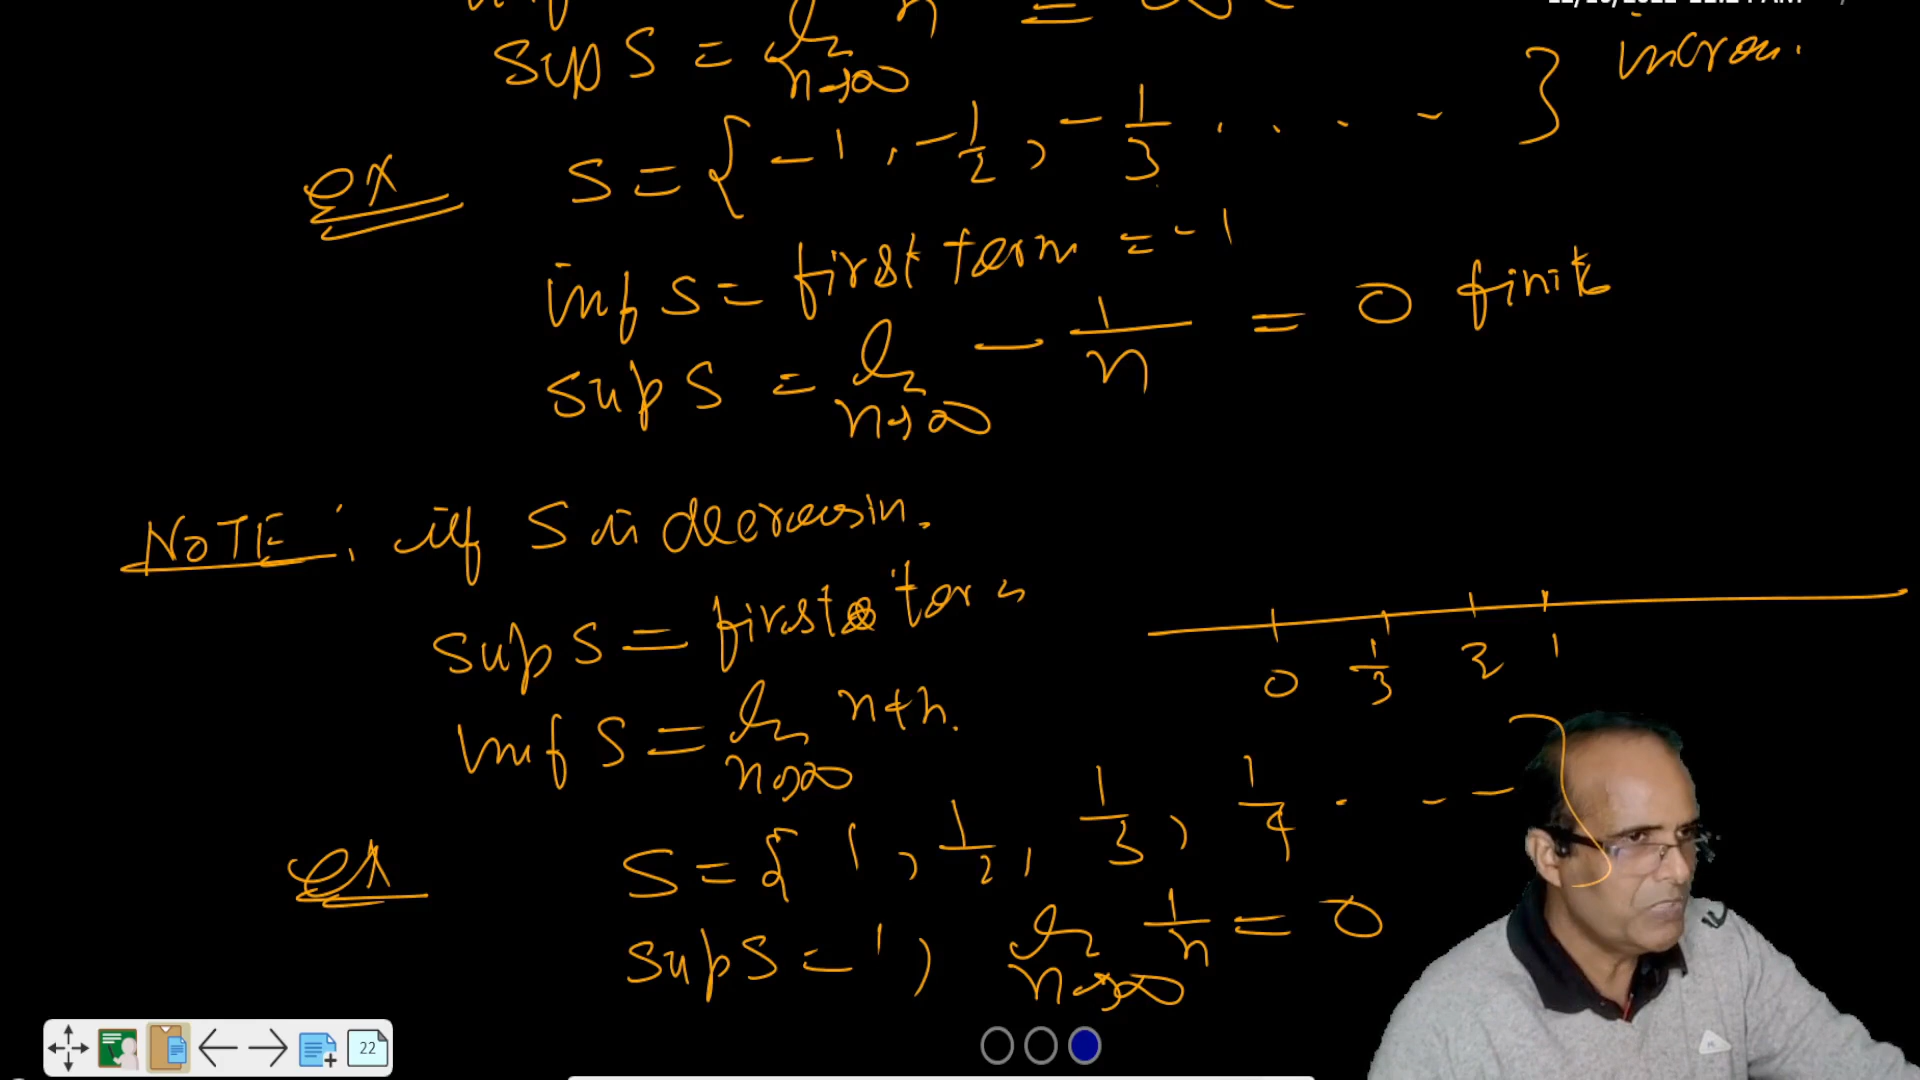 sup S = lim n→∞ n =
increa.
ex S = { -1, -1/2, -1/3 . . . . - }
inf S = first term = -1
sup S = lim n→∞ - 1/n = 0 finite
NOTE : if S is decreasin.
sup S = first term
inf S = lim n→∞ nth.
0 1/3 2 1
ex S = { 1, 1/2, 1/3, 1/4 . - - }
sup S = 1, lim n→∞ 1/n = 0
22